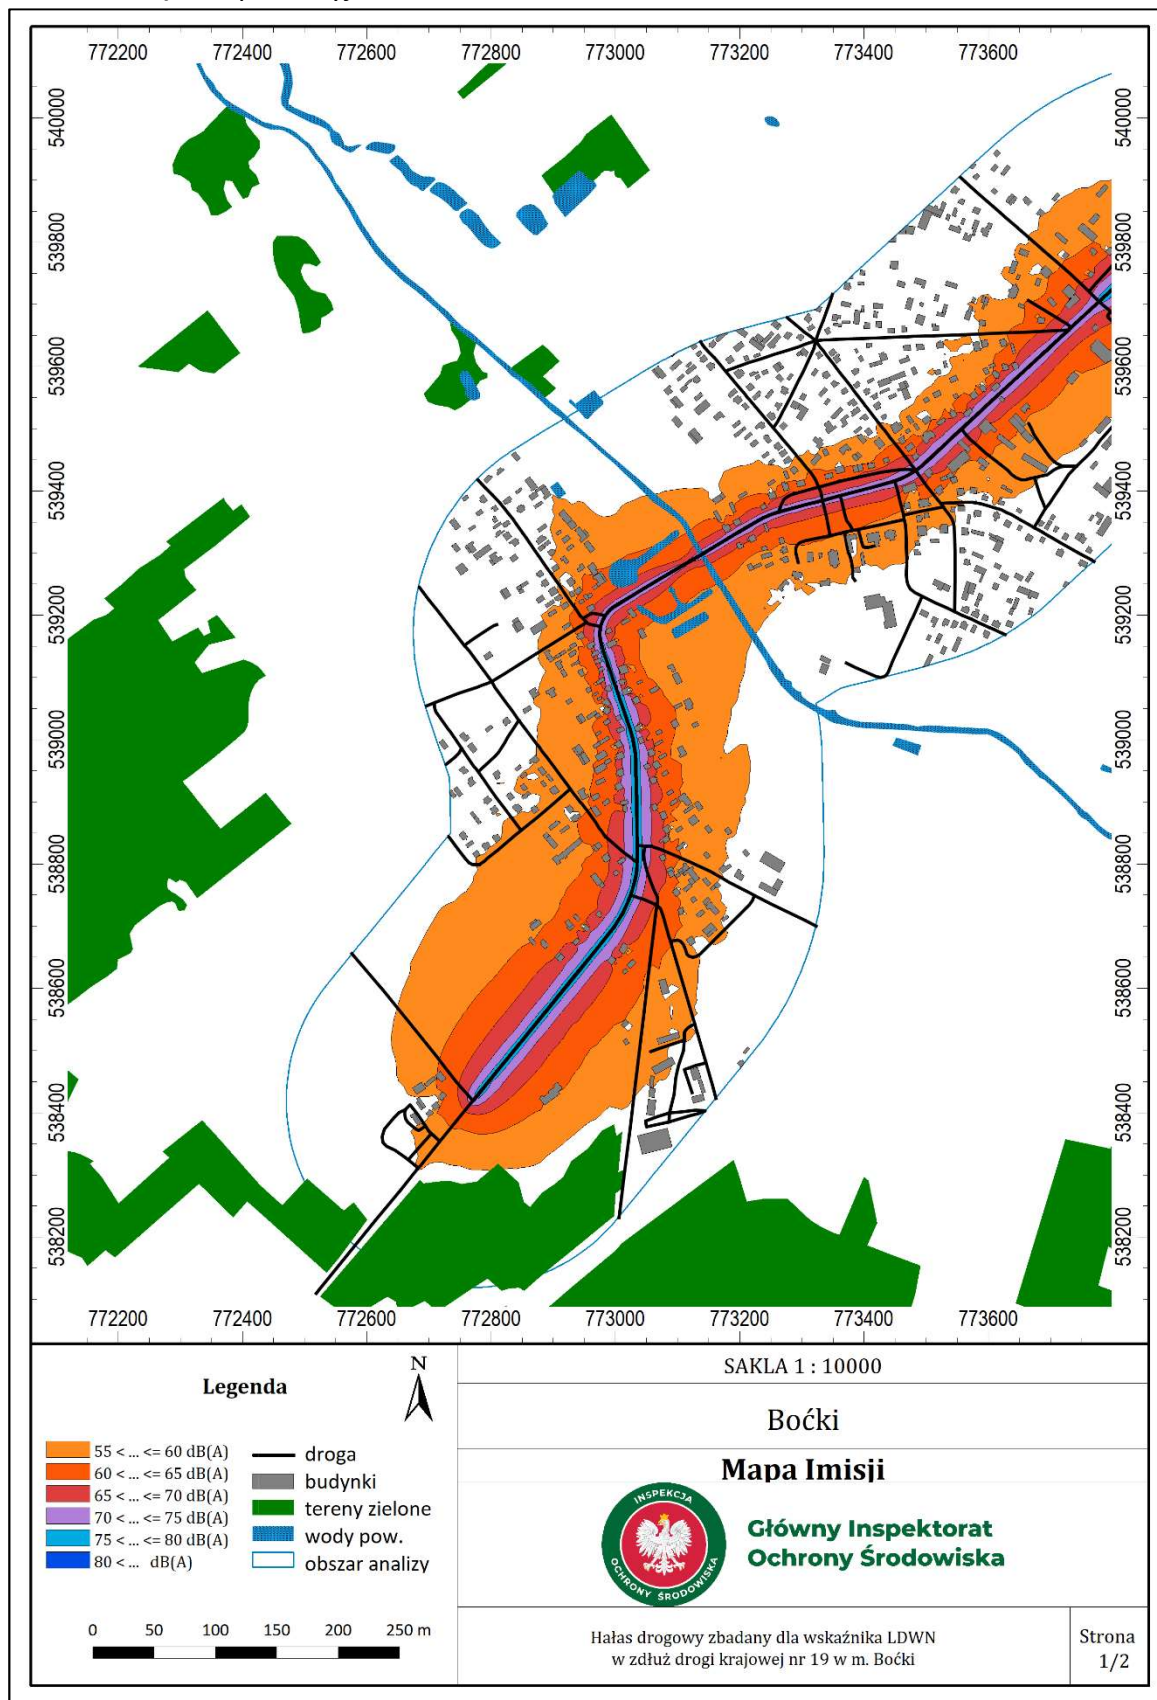 772200 772400 772600 772800 773000 773200 773400 773600
540000 540000
539800 539800
539600 539600
539400 539400
539200 539200
539000 539000
538800 538800
538600 538600
538400 538400
538200 538200
772200 772400 772600 772800 773000 773200 773400 773600
Legenda
N
55 < ... <= 60 dB(A)
60 < ... <= 65 dB(A)
65 < ... <= 70 dB(A)
70 < ... <= 75 dB(A)
75 < ... <= 80 dB(A)
80 < ... dB(A)
droga
budynki
tereny zielone
wody pow.
obszar analizy
0 50 100 150 200 250 m
SAKLA 1 : 10000
Boćki
Mapa Imisji
INSPEKCJA
OCHRONY ŚRODOWISKA
Główny Inspektorat
Ochrony Środowiska
Hałas drogowy zbadany dla wskaźnika LDWN
w zdłuż drogi krajowej nr 19 w m. Boćki
Strona
1/2